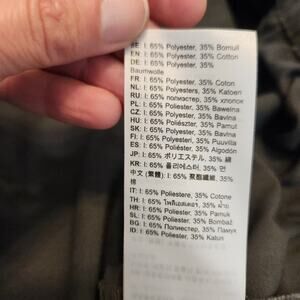 SE: I: 65% Polyester, 35% Bomull
EN: I: 65% Polyester, 35% Cotton
DE: I: 65% Polyester, 35%
Baumwolle
FR: I: 65% Polyester, 35% Coton
NL: I: 65% Polyesters, 35% Katoen
RU: I: 65% полиэстер, 35% хлопок
PL: I: 65% Poliester, 35% Bawełna
CZ: I: 65% Polyester, 35% Bavlna
HU: I: 65% Poliészter, 35% Pamut
SK: I: 65% Polyester, 35% Bavlna
FI: I: 65% Polyesteri, 35% Puuvilla
ES: I: 65% Poliéster, 35% Algodón
JP: I: 65% ポリエステル, 35% 綿
KR: I: 65% 폴리에스터, 35% 면
中文 (繁體): I: 65% 聚酯纖維, 35%
棉
IT: I: 65% Poliestere, 35% Cotone
TH: I: 65% โพลีเอสเตอร์, 35% ฝ้าย
HR: I: 65% Poliester, 35% Pamuk
SL: I: 65% Poliester, 35% Bombaž
BG: I: 65% Полиестер, 35% Памук
ID: I: 65% Poliester, 35% Katun